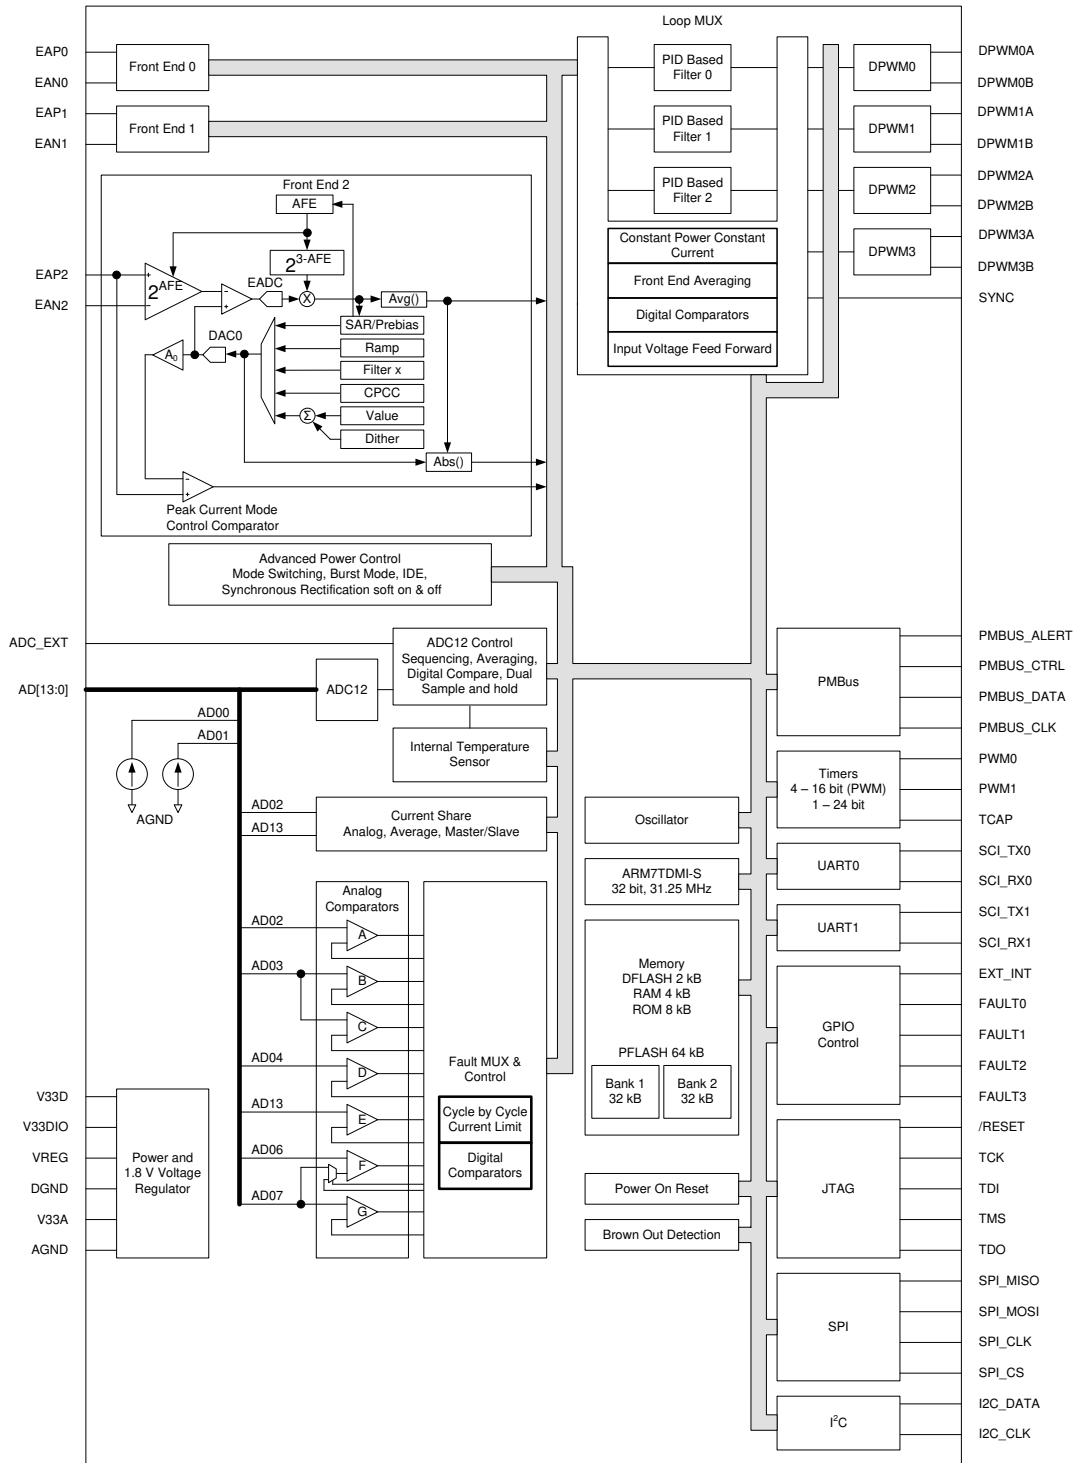 Loop MUX
EAP0
EAN0
EAP1
EAN1
Front End 0
Front End 1
PID Based
Filter 0
PID Based
Filter 1
PID Based
Filter 2
Constant Power Constant
Current
Front End Averaging
Digital Comparators
Input Voltage Feed Forward
DPWM0
DPWM1
DPWM2
DPWM3
DPWM0A
DPWM0B
DPWM1A
DPWM1B
DPWM2A
DPWM2B
DPWM3A
DPWM3B
SYNC
Front End 2
AFE
2^3-AFE
EAP2
EAN2
+
-
2^AFE
-
+
EADC
X
Avg()
SAR/Prebias
Ramp
Filter x
CPCC
Value
Dither
Σ
DAC0
A0
Abs()
-
+
Peak Current Mode
Control Comparator
Advanced Power Control
Mode Switching, Burst Mode, IDE,
Synchronous Rectification soft on & off
ADC_EXT
AD[13:0]
ADC12
ADC12 Control
Sequencing, Averaging,
Digital Compare, Dual
Sample and hold
Internal Temperature
Sensor
AD00
AD01
AGND
AD02
AD13
Current Share
Analog, Average, Master/Slave
Analog
Comparators
AD02
AD03
AD04
AD13
AD06
AD07
A
B
C
D
E
F
G
Fault MUX &
Control
Cycle by Cycle
Current Limit
Digital
Comparators
V33D
V33DIO
VREG
DGND
V33A
AGND
Power and
1.8 V Voltage
Regulator
Oscillator
ARM7TDMI-S
32 bit, 31.25 MHz
Memory
DFLASH 2 kB
RAM 4 kB
ROM 8 kB
PFLASH 64 kB
Bank 1
32 kB
Bank 2
32 kB
Power On Reset
Brown Out Detection
PMBus
Timers
4 – 16 bit (PWM)
1 – 24 bit
UART0
UART1
GPIO
Control
JTAG
SPI
I²C
PMBUS_ALERT
PMBUS_CTRL
PMBUS_DATA
PMBUS_CLK
PWM0
PWM1
TCAP
SCI_TX0
SCI_RX0
SCI_TX1
SCI_RX1
EXT_INT
FAULT0
FAULT1
FAULT2
FAULT3
/RESET
TCK
TDI
TMS
TDO
SPI_MISO
SPI_MOSI
SPI_CLK
SPI_CS
I2C_DATA
I2C_CLK